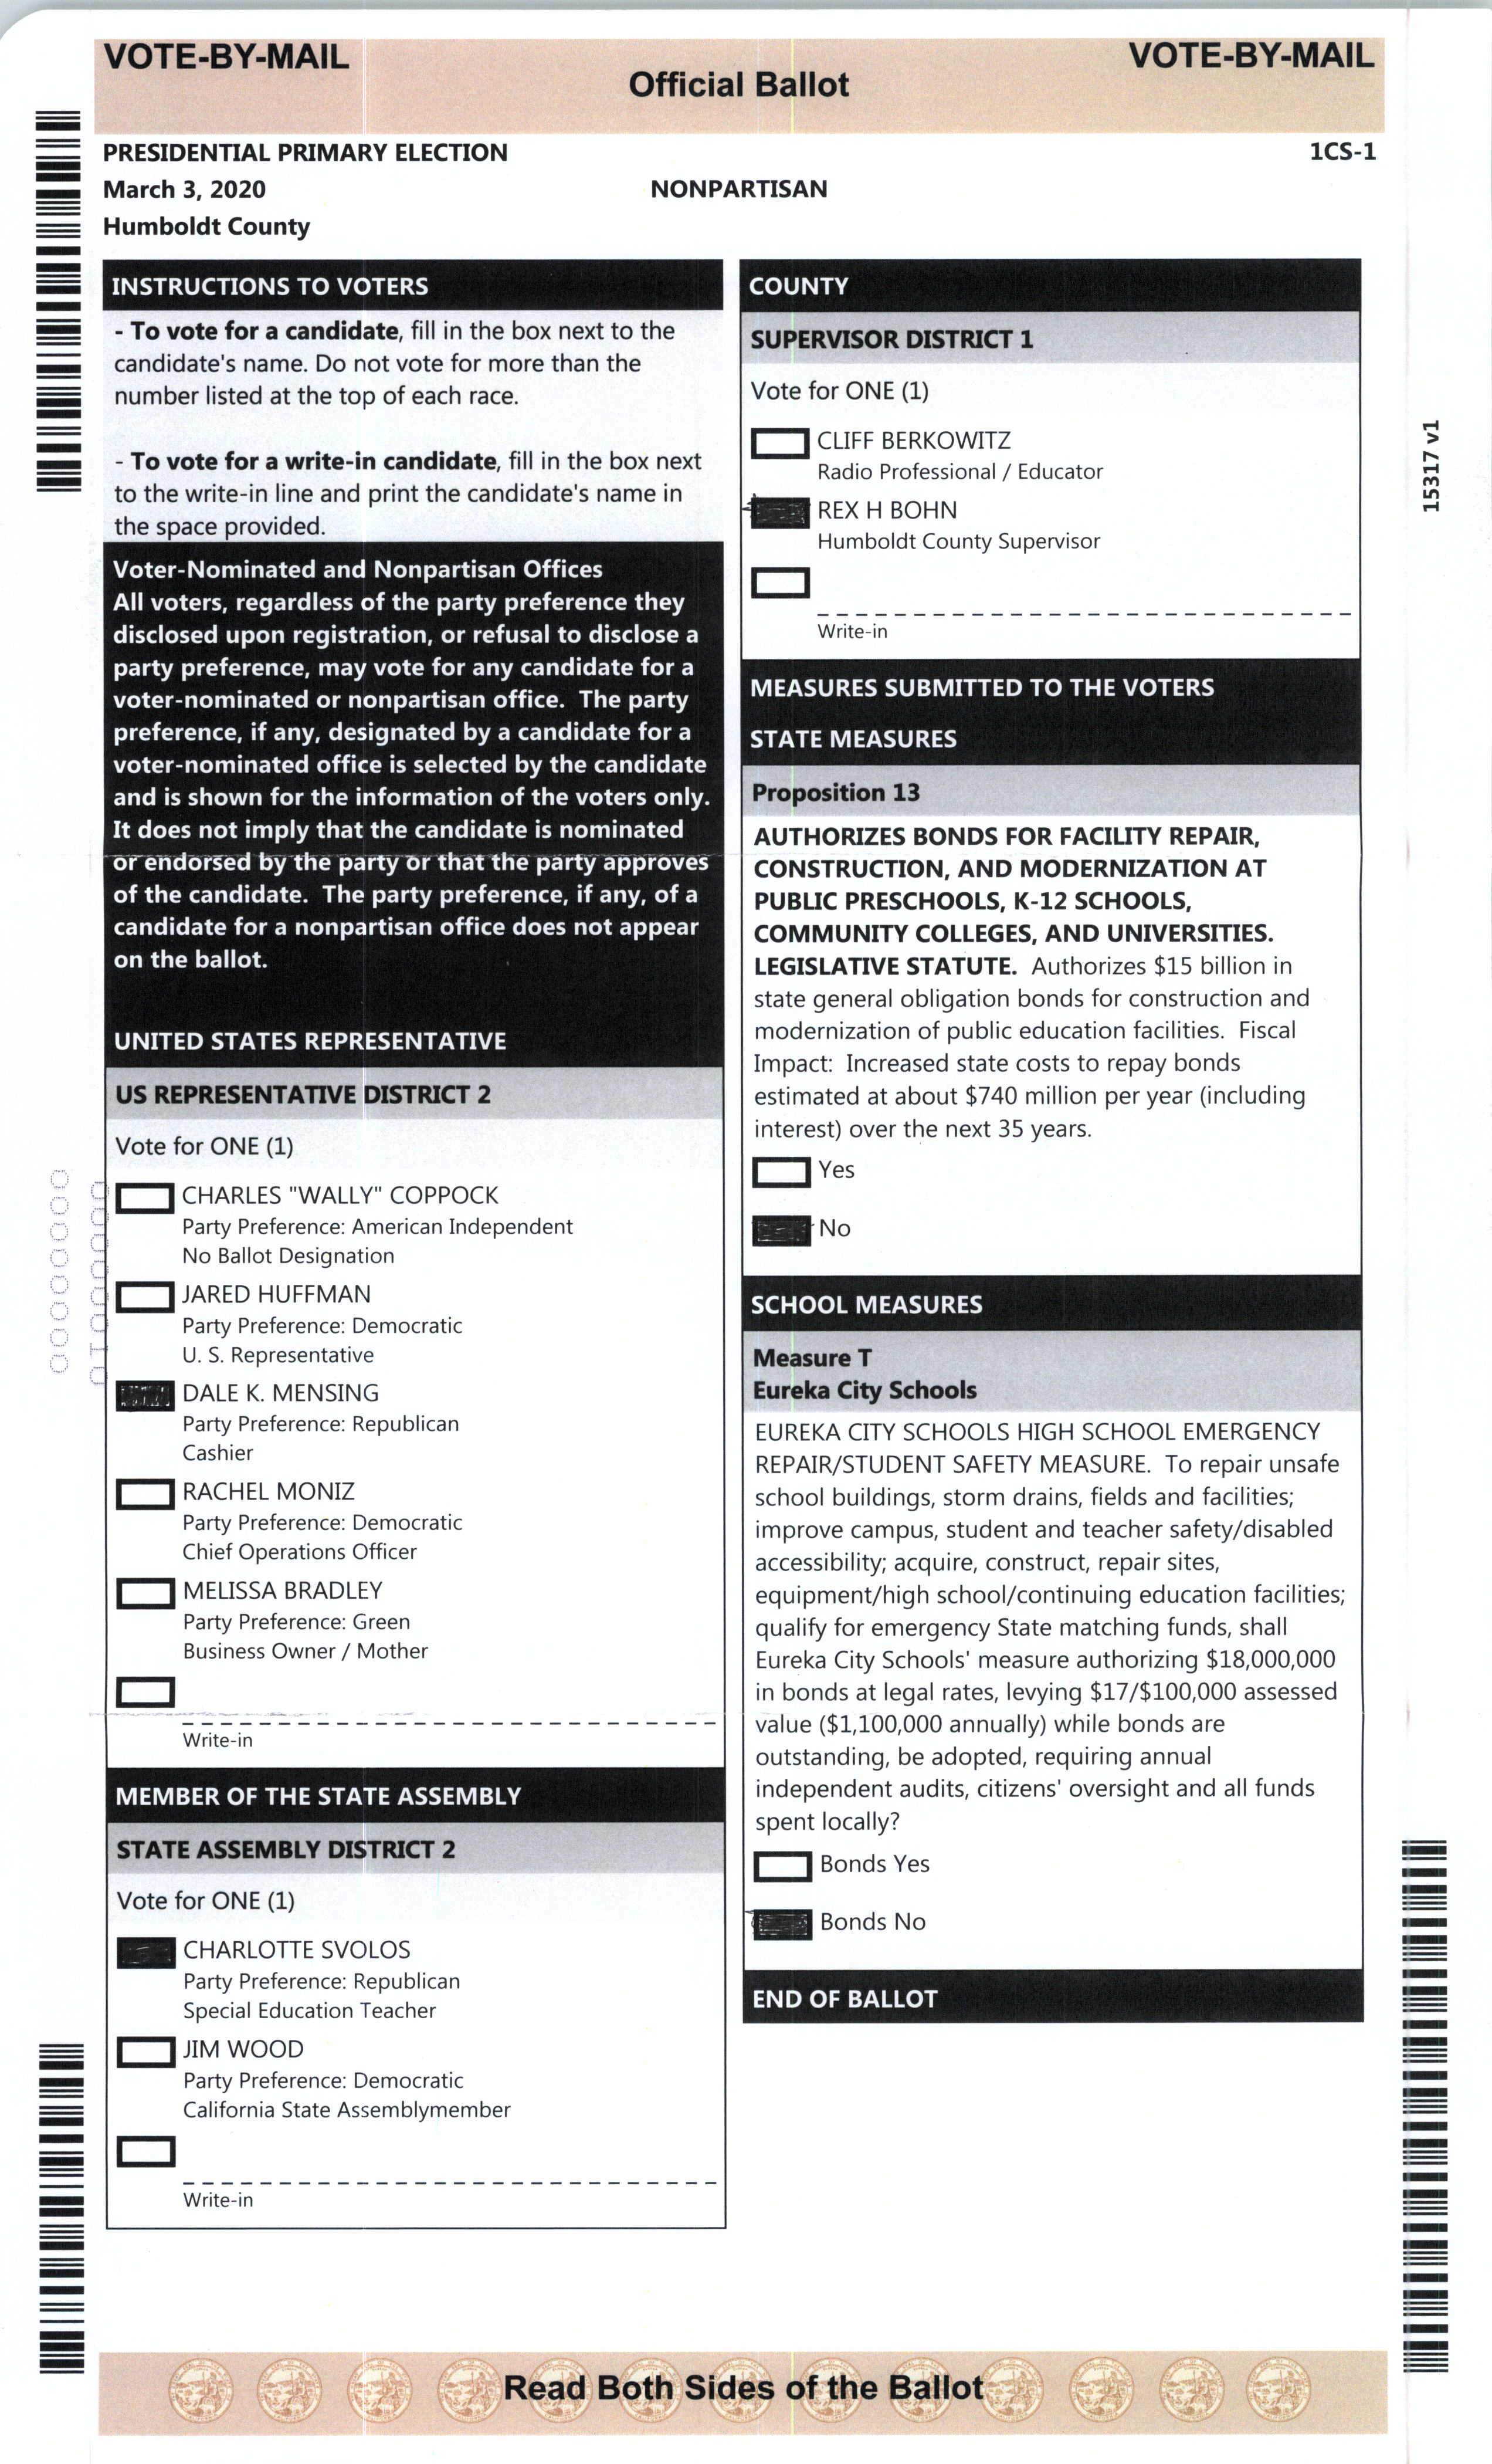 VOTE-BY-MAIL
VOTE-BY-MAIL
Official Ballot
PRESIDENTIAL PRIMARY ELECTION
1CS-1
March 3, 2020
NONPARTISAN
Humboldt County
INSTRUCTIONS TO VOTERS
- To vote for a candidate, fill in the box next to the
candidate's name. Do not vote for more than the
number listed at the top of each race.
- To vote for a write-in candidate, fill in the box next
to the write-in line and print the candidate's name in
the space provided.
Voter-Nominated and Nonpartisan Offices
All voters, regardless of the party preference they
disclosed upon registration, or refusal to disclose a
party preference, may vote for any candidate for a
voter-nominated or nonpartisan office.  The party
preference, if any, designated by a candidate for a
voter-nominated office is selected by the candidate
and is shown for the information of the voters only.
It does not imply that the candidate is nominated
or endorsed by the party or that the party approves
of the candidate.  The party preference, if any, of a
candidate for a nonpartisan office does not appear
on the ballot.
UNITED STATES REPRESENTATIVE
US REPRESENTATIVE DISTRICT 2
Vote for ONE (1)
CHARLES "WALLY" COPPOCK
Party Preference: American Independent
No Ballot Designation
JARED HUFFMAN
Party Preference: Democratic
U. S. Representative
DALE K. MENSING
Party Preference: Republican
Cashier
RACHEL MONIZ
Party Preference: Democratic
Chief Operations Officer
MELISSA BRADLEY
Party Preference: Green
Business Owner / Mother
Write-in
MEMBER OF THE STATE ASSEMBLY
STATE ASSEMBLY DISTRICT 2
Vote for ONE (1)
CHARLOTTE SVOLOS
Party Preference: Republican
Special Education Teacher
JIM WOOD
Party Preference: Democratic
California State Assemblymember
Write-in
COUNTY
SUPERVISOR DISTRICT 1
Vote for ONE (1)
CLIFF BERKOWITZ
Radio Professional / Educator
REX H BOHN
Humboldt County Supervisor
Write-in
MEASURES SUBMITTED TO THE VOTERS
STATE MEASURES
Proposition 13
AUTHORIZES BONDS FOR FACILITY REPAIR,
CONSTRUCTION, AND MODERNIZATION AT
PUBLIC PRESCHOOLS, K-12 SCHOOLS,
COMMUNITY COLLEGES, AND UNIVERSITIES.
LEGISLATIVE STATUTE.  Authorizes $15 billion in
state general obligation bonds for construction and
modernization of public education facilities.  Fiscal
Impact:  Increased state costs to repay bonds
estimated at about $740 million per year (including
interest) over the next 35 years.
Yes
No
SCHOOL MEASURES
Measure T
Eureka City Schools
EUREKA CITY SCHOOLS HIGH SCHOOL EMERGENCY
REPAIR/STUDENT SAFETY MEASURE.  To repair unsafe
school buildings, storm drains, fields and facilities;
improve campus, student and teacher safety/disabled
accessibility; acquire, construct, repair sites,
equipment/high school/continuing education facilities;
qualify for emergency State matching funds, shall
Eureka City Schools' measure authorizing $18,000,000
in bonds at legal rates, levying $17/$100,000 assessed
value ($1,100,000 annually) while bonds are
outstanding, be adopted, requiring annual
independent audits, citizens' oversight and all funds
spent locally?
Bonds Yes
Bonds No
END OF BALLOT
15317 v1
Read Both Sides of the Ballot